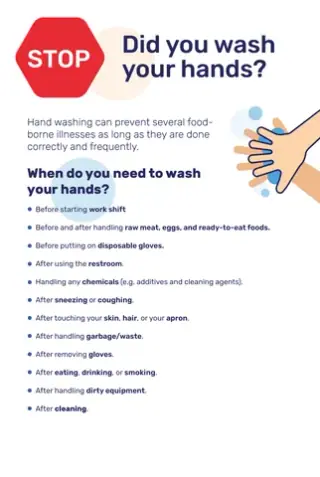 STOP
Did you wash
your hands?
Hand washing can prevent several food-
borne illnesses as long as they are done
correctly and frequently.
When do you need to wash
your hands?
Before starting work shift
Before and after handling raw meat, eggs, and ready-to-eat foods.
Before putting on disposable gloves.
After using the restroom.
Handling any chemicals (e.g, additives and cleaning agents).
After sneezing or coughing.
After touching your skin, hair, or your apron.
After handling garbage/waste.
After removing gloves.
After eating, drinking, or smoking.
After handling dirty equipment.
After cleaning.